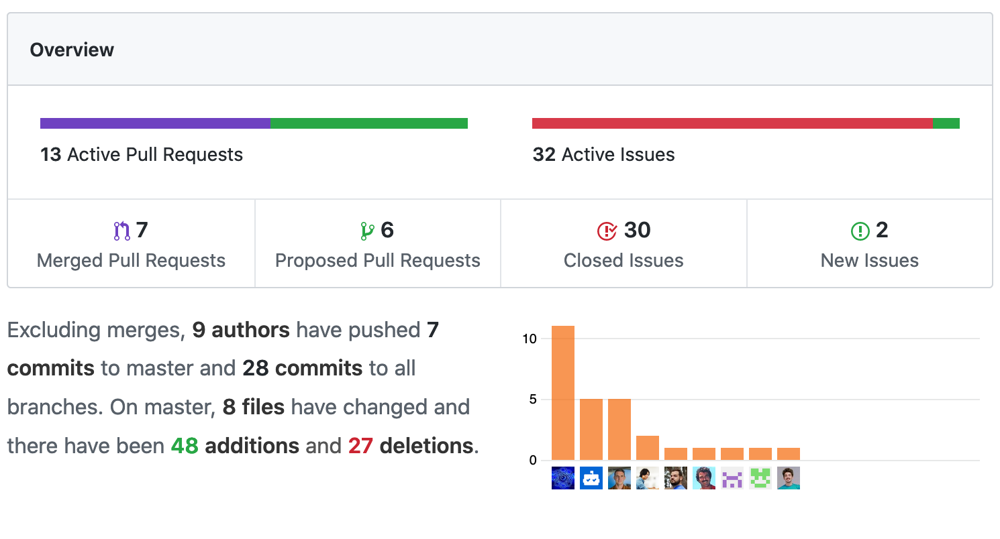 Overview
13 Active Pull Requests
32 Active Issues
7
Merged Pull Requests
6
Proposed Pull Requests
30
Closed Issues
2
New Issues
Excluding merges, 9 authors have pushed 7
commits to master and 28 commits to all
branches. On master, 8 files have changed and
there have been 48 additions and 27 deletions.
10
5
0